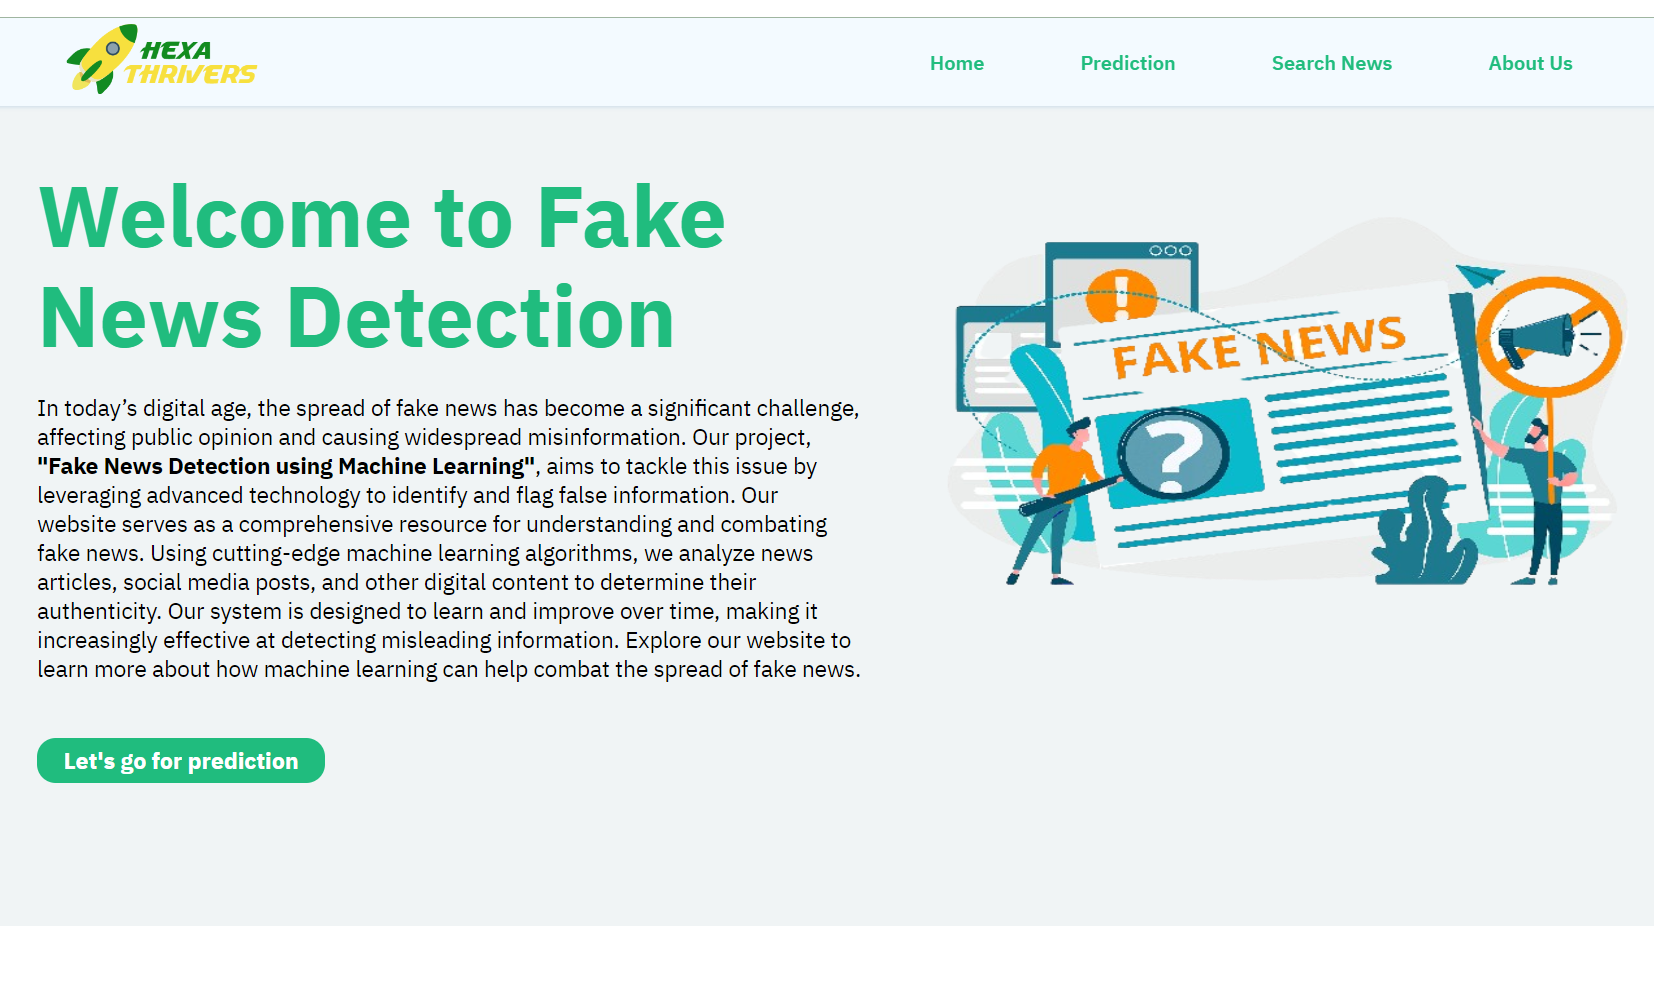 HEXA
THRIVERS
Home
Prediction
Search News
About Us
Welcome to Fake
News Detection
In today’s digital age, the spread of fake news has become a significant challenge,
affecting public opinion and causing widespread misinformation. Our project,
"Fake News Detection using Machine Learning", aims to tackle this issue by
leveraging advanced technology to identify and flag false information. Our
website serves as a comprehensive resource for understanding and combating
fake news. Using cutting-edge machine learning algorithms, we analyze news
articles, social media posts, and other digital content to determine their
authenticity. Our system is designed to learn and improve over time, making it
increasingly effective at detecting misleading information. Explore our website to
learn more about how machine learning can help combat the spread of fake news.
Let's go for prediction
!
FAKE NEWS
?